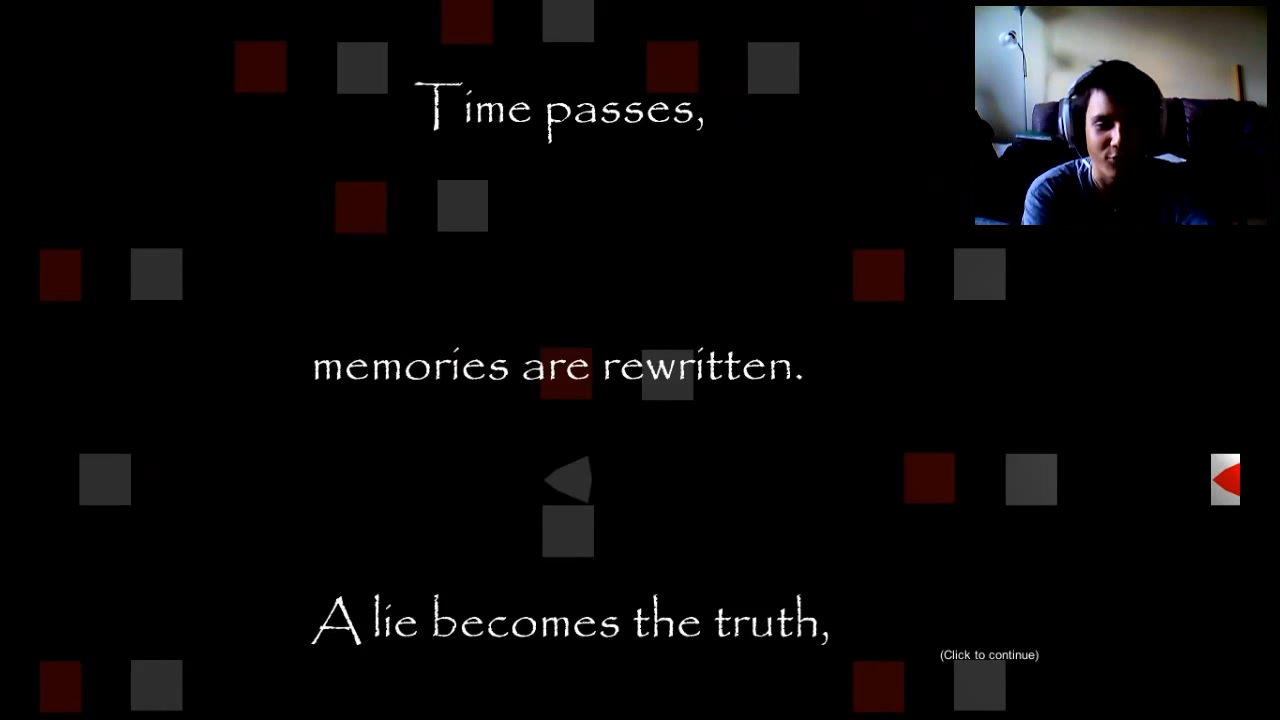 Time passes,
memories are rewritten.
A lie becomes the truth,
(Click to continue)